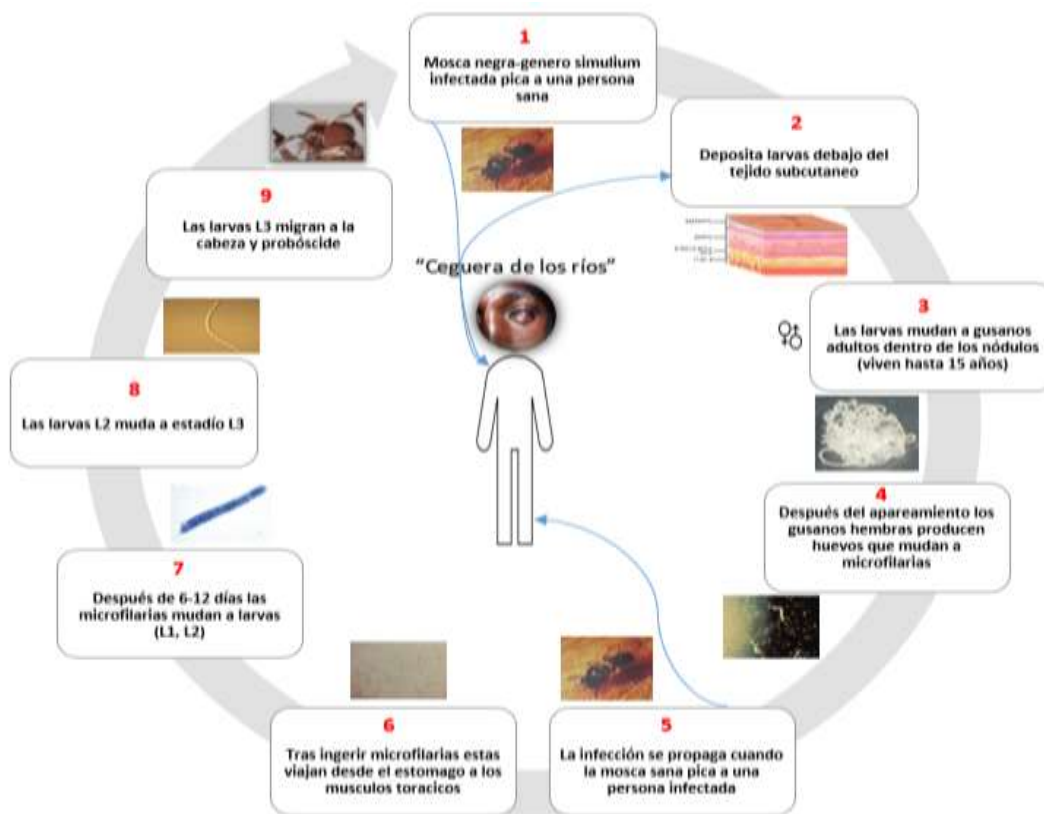 1
Mosca negra-genero simulium
infectada pica a una persona
sana
2
Deposita larvas debajo del
tejido subcutaneo
"Ceguera de los ríos"
3
Las larvas mudan a gusanos
adultos dentro de los nódulos
(viven hasta 15 años)
4
Después del apareamiento los
gusanos hembras producen
huevos que mudan a
microfilarias
5
La infección se propaga cuando
la mosca sana pica a una
persona infectada
6
Tras ingerir microfilarias estas
viajan desde el estomago a los
musculos toracicos
7
Después de 6-12 días las
microfilarias mudan a larvas
(L1, L2)
8
Las larvas L2 muda a estadío L3
9
Las larvas L3 migran a la
cabeza y probóscide